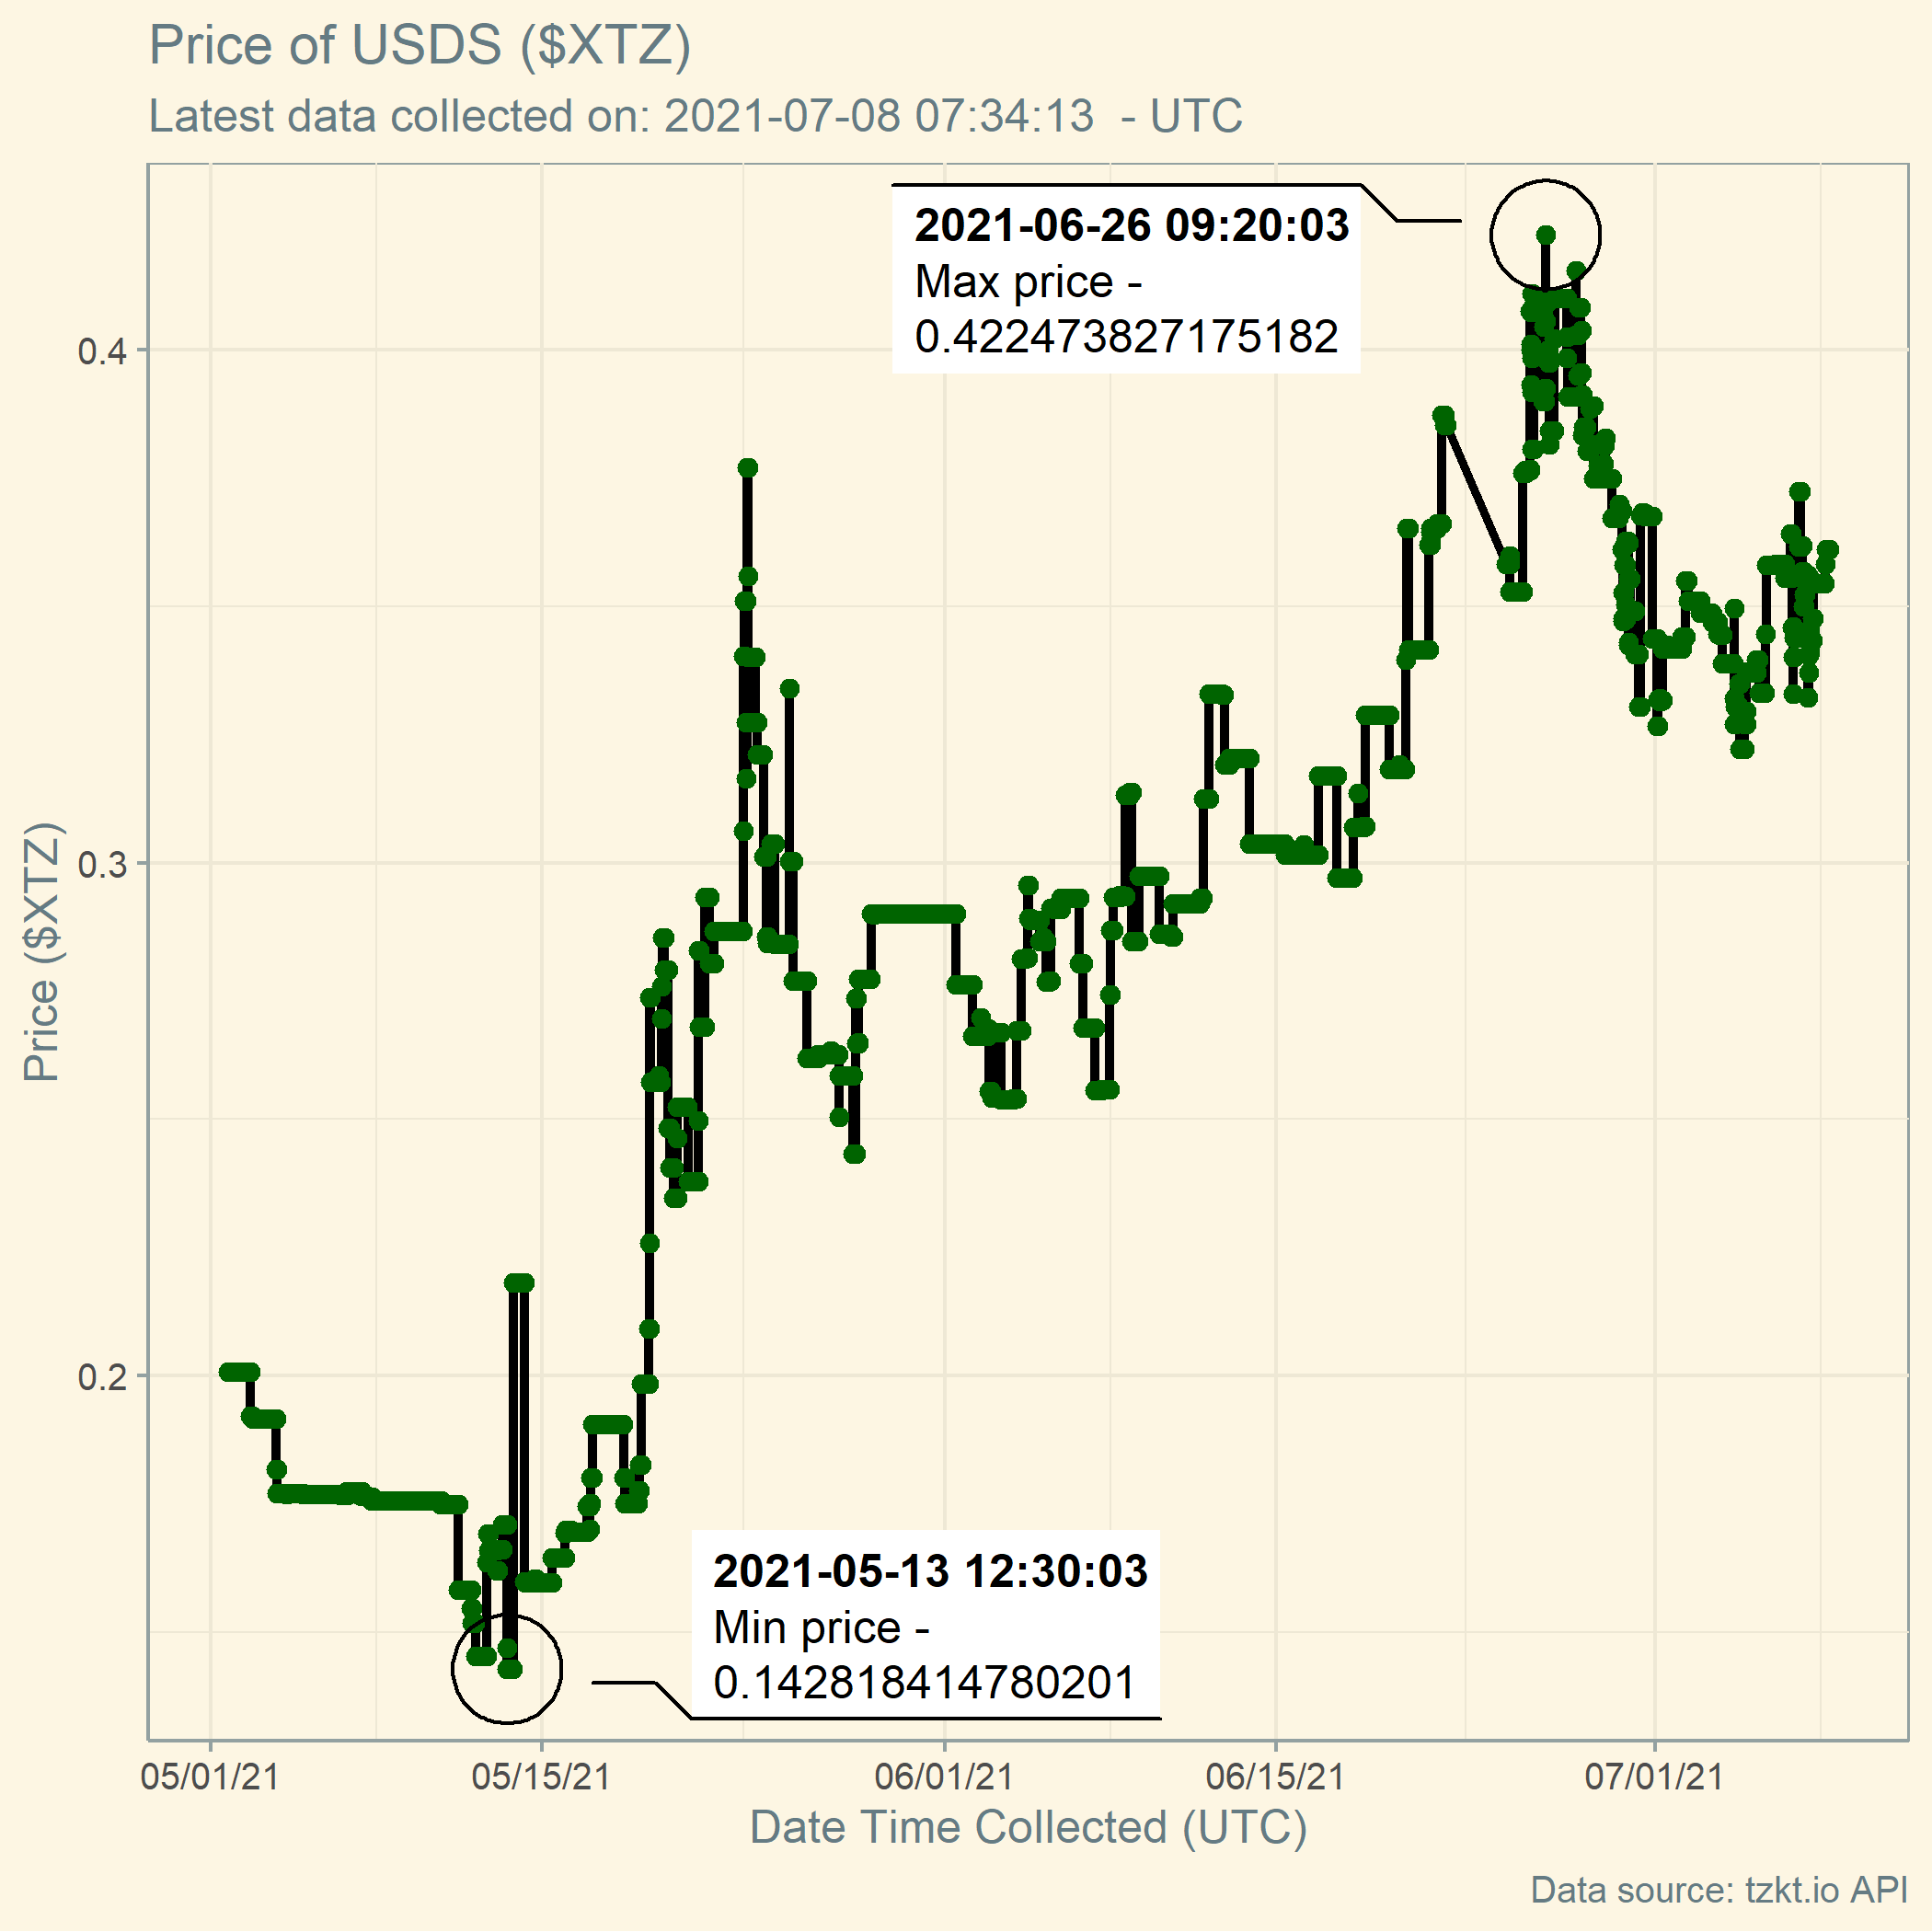 Price of USDS ($XTZ)
Latest data collected on: 2021-07-08 07:34:13  - UTC
2021-06-26 09:20:03
Max price -
0.422473827175182
0.4
0.3
0.2
Price ($XTZ)
2021-05-13 12:30:03
Min price -
0.142818414780201
05/01/21
05/15/21
06/01/21
06/15/21
07/01/21
Date Time Collected (UTC)
Data source: tzkt.io API